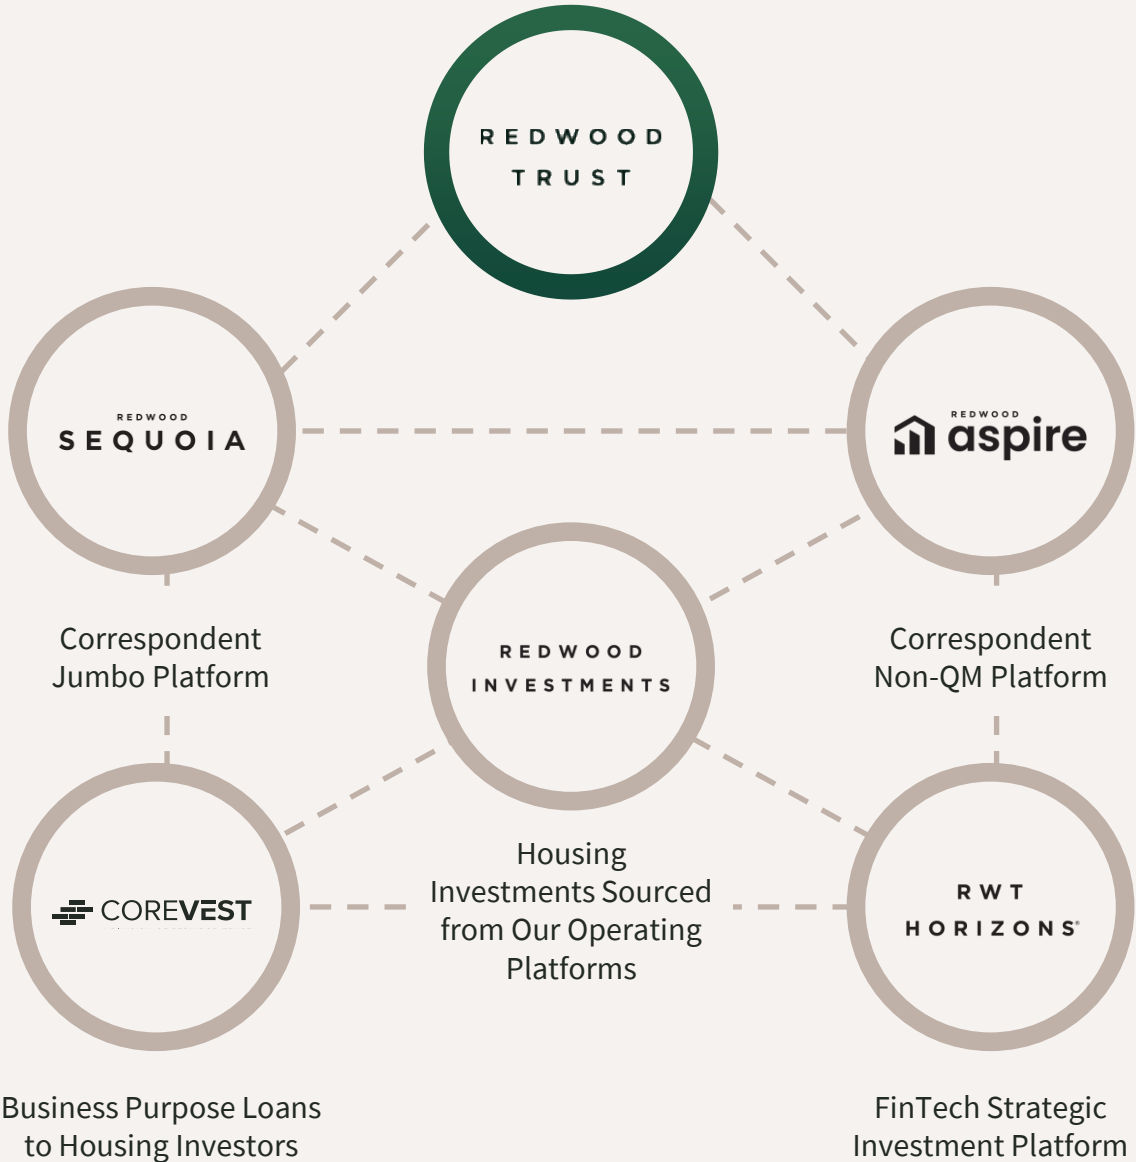 REDWOOD
TRUST
REDWOOD
SEQUOIA
REDWOOD
aspire
Correspondent
Jumbo Platform
Correspondent
Non-QM Platform
REDWOOD
INVESTMENTS
Housing
Investments Sourced
from Our Operating
Platforms
COREVEST
RWT
HORIZONS®
Business Purpose Loans
to Housing Investors
FinTech Strategic
Investment Platform